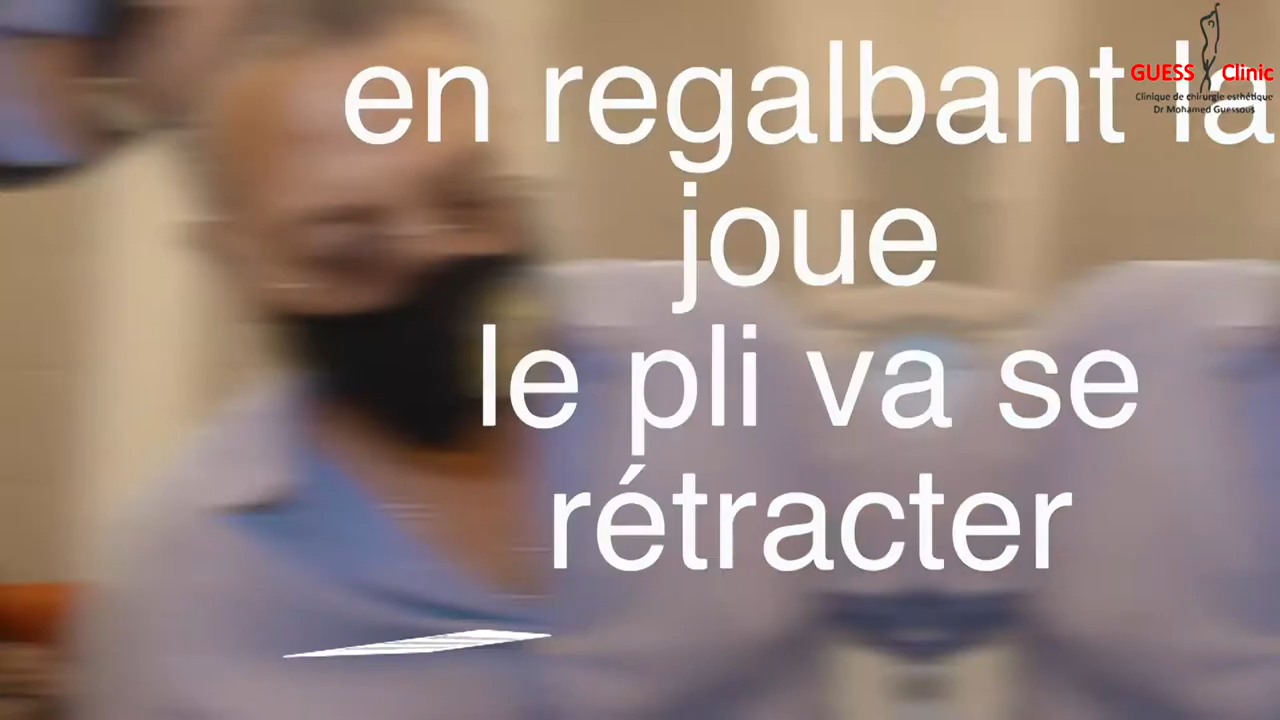 en regalbant la
joue
le pli va se
rétracter
GUESS Clinic
Clinique de chirurgie esthétique
Dr Mohamed Guessous